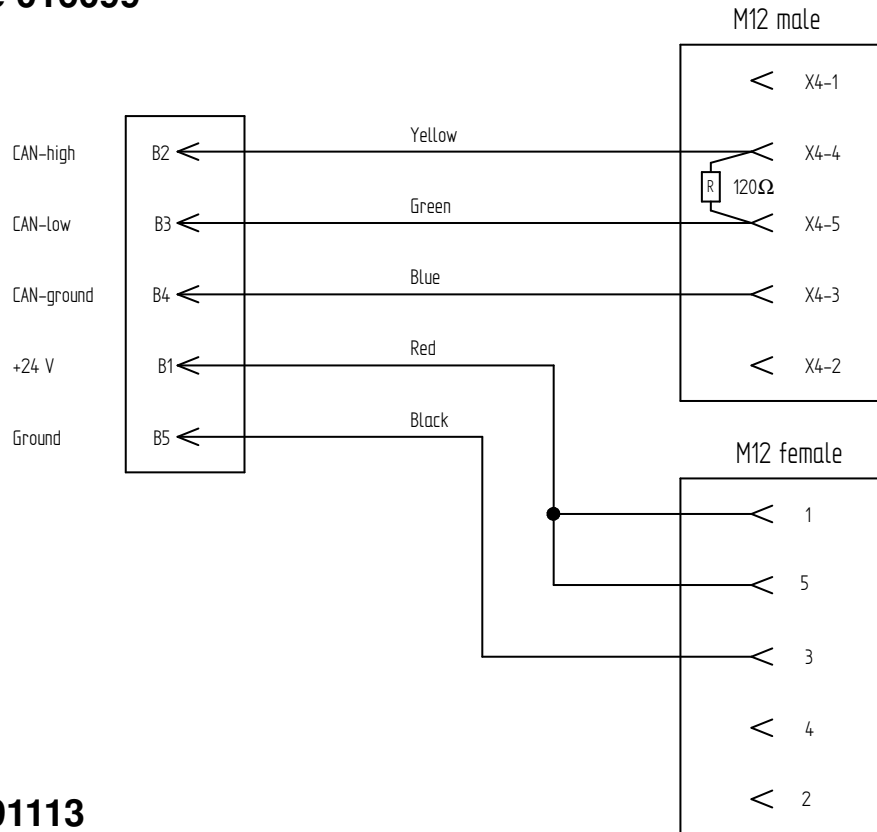 M12 male
X4-1
Yellow
CAN-high B2 X4-4
R 120Ω
Green
CAN-low B3 X4-5
Blue
CAN-ground B4 X4-3
Red
+24 V B1 X4-2
Black
Ground B5
M12 female
1
5
3
4
2